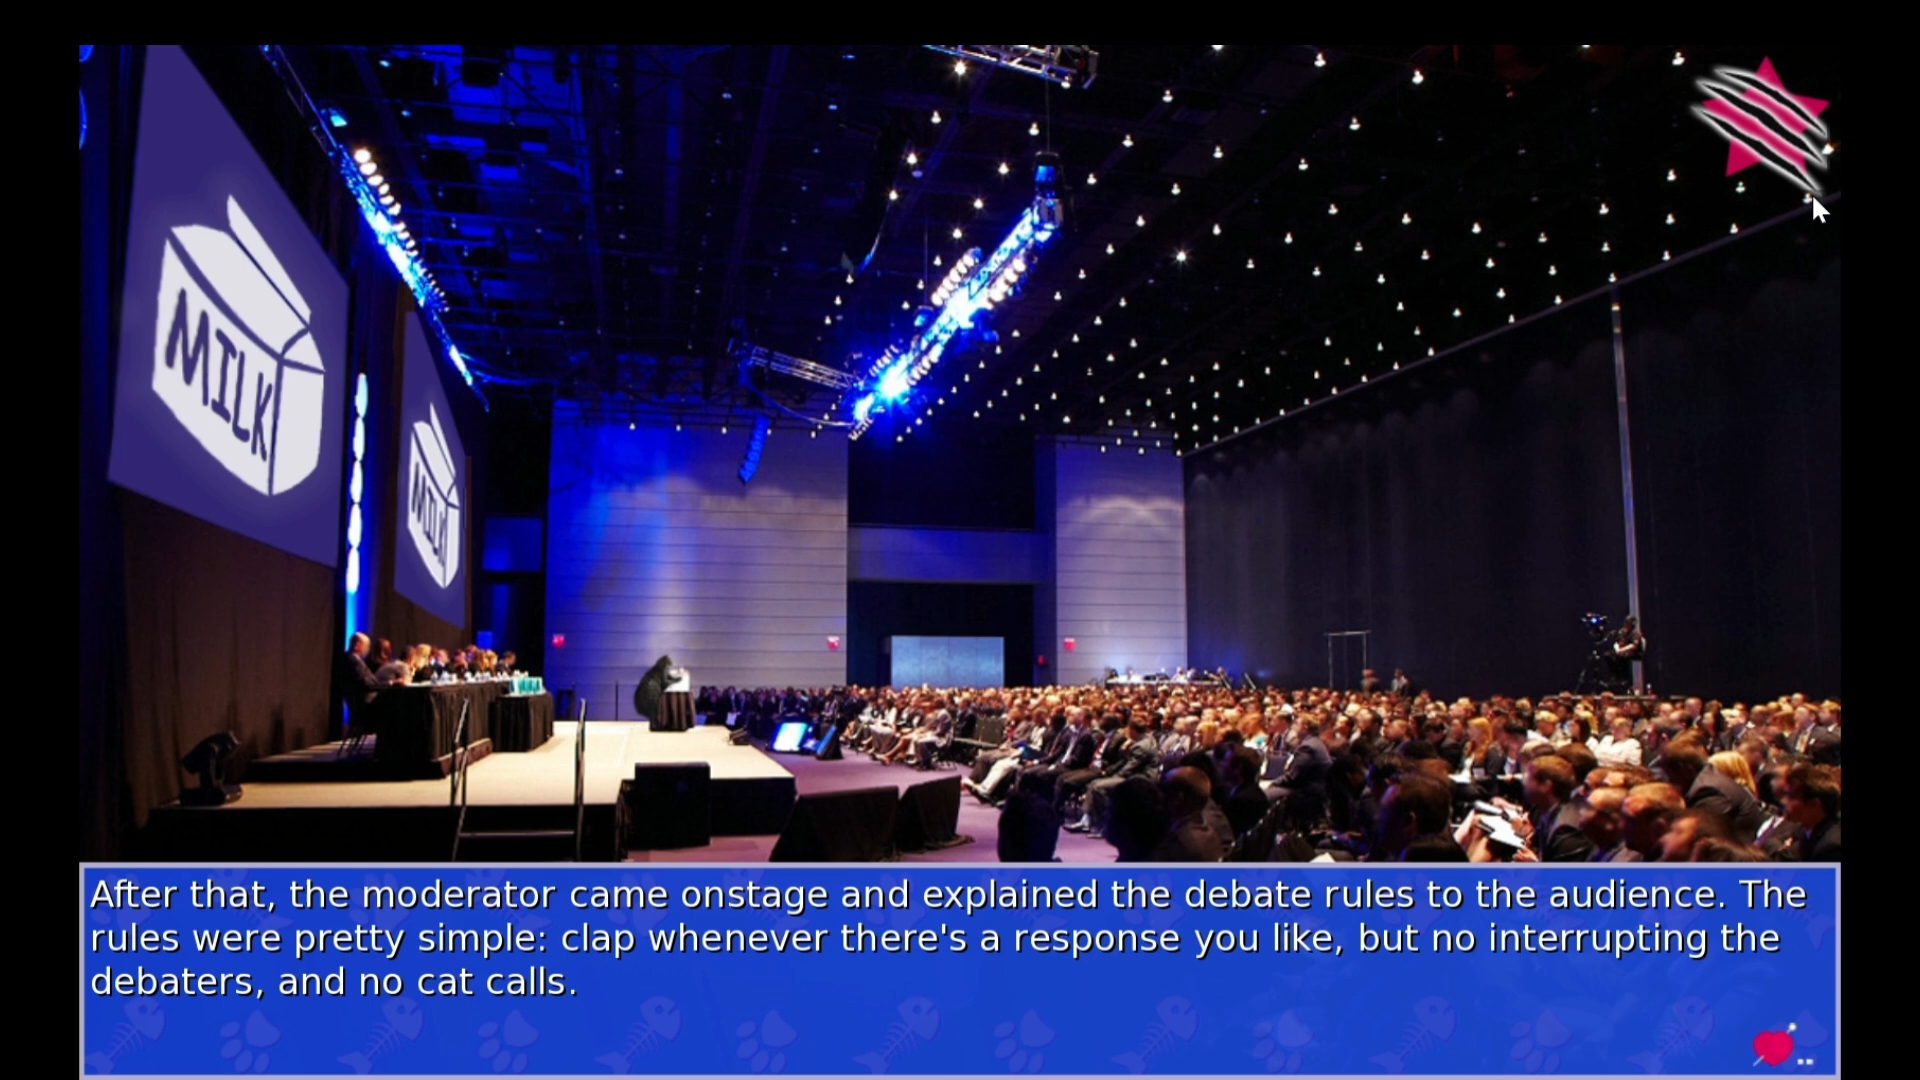 MILK
MILK
After that, the moderator came onstage and explained the debate rules to the audience. The
rules were pretty simple: clap whenever there's a response you like, but no interrupting the
debaters, and no cat calls.